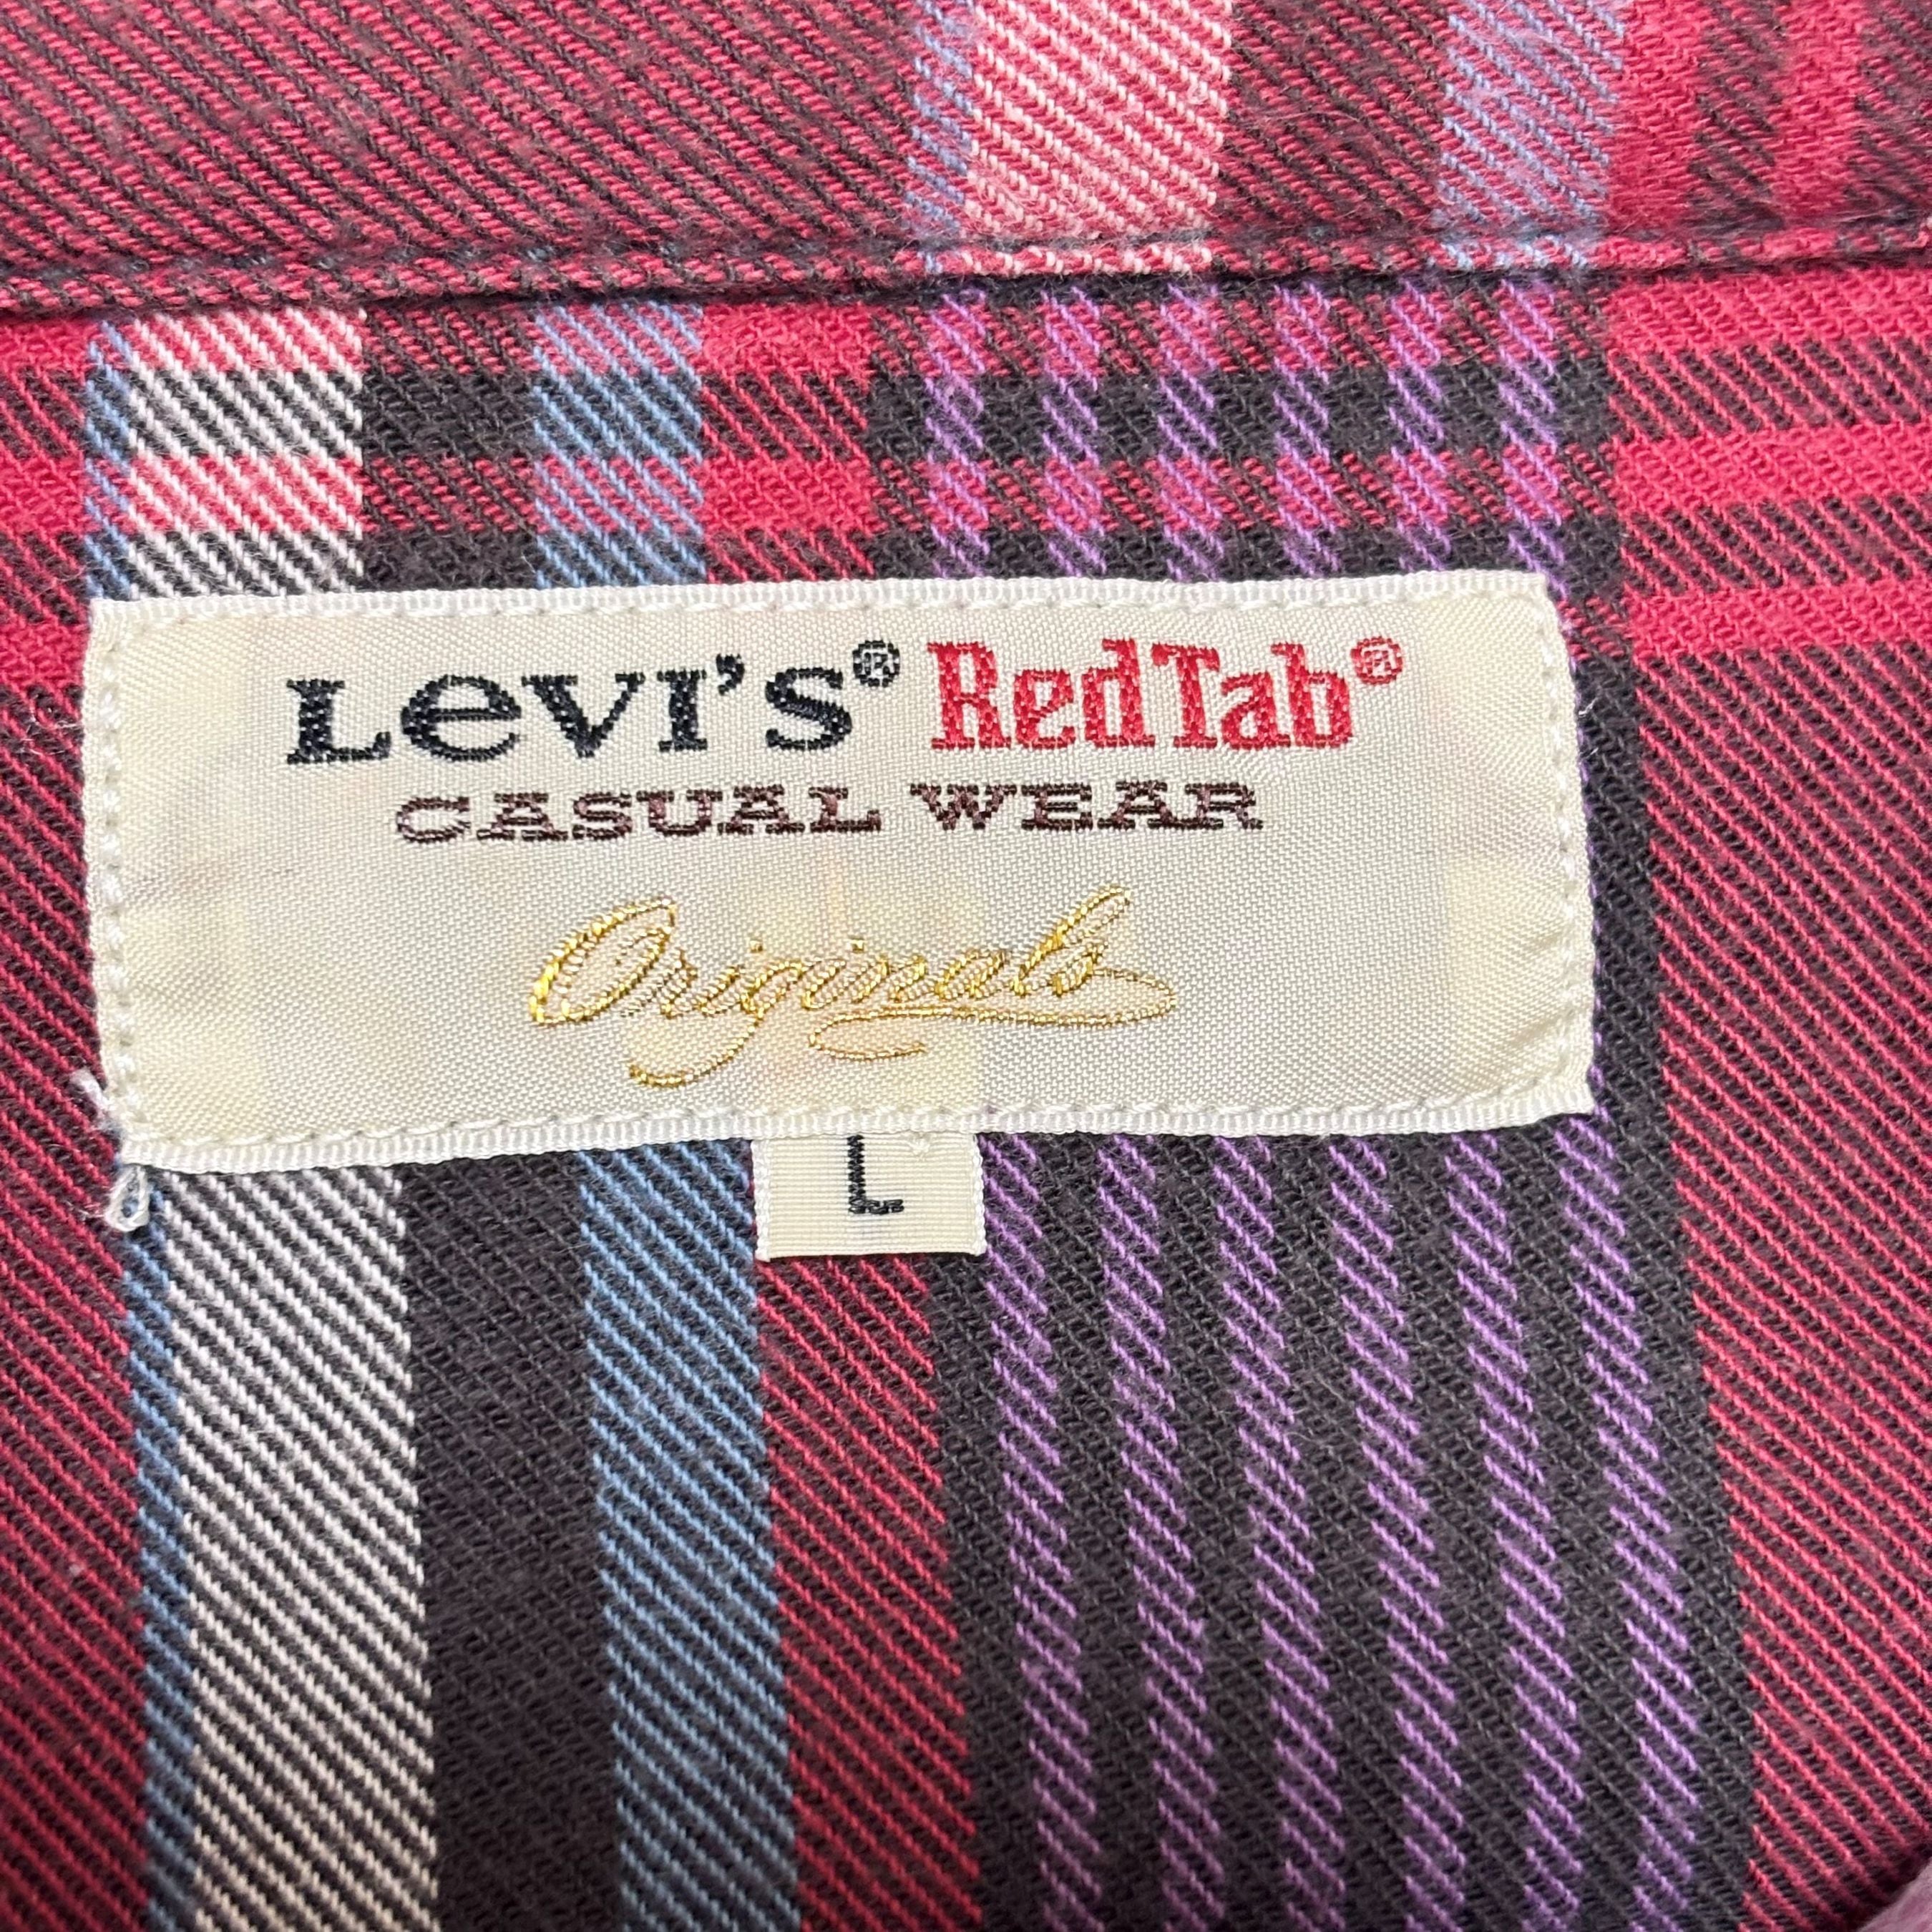 Levi's® RedTab®
CASUAL WEAR
Originals
L